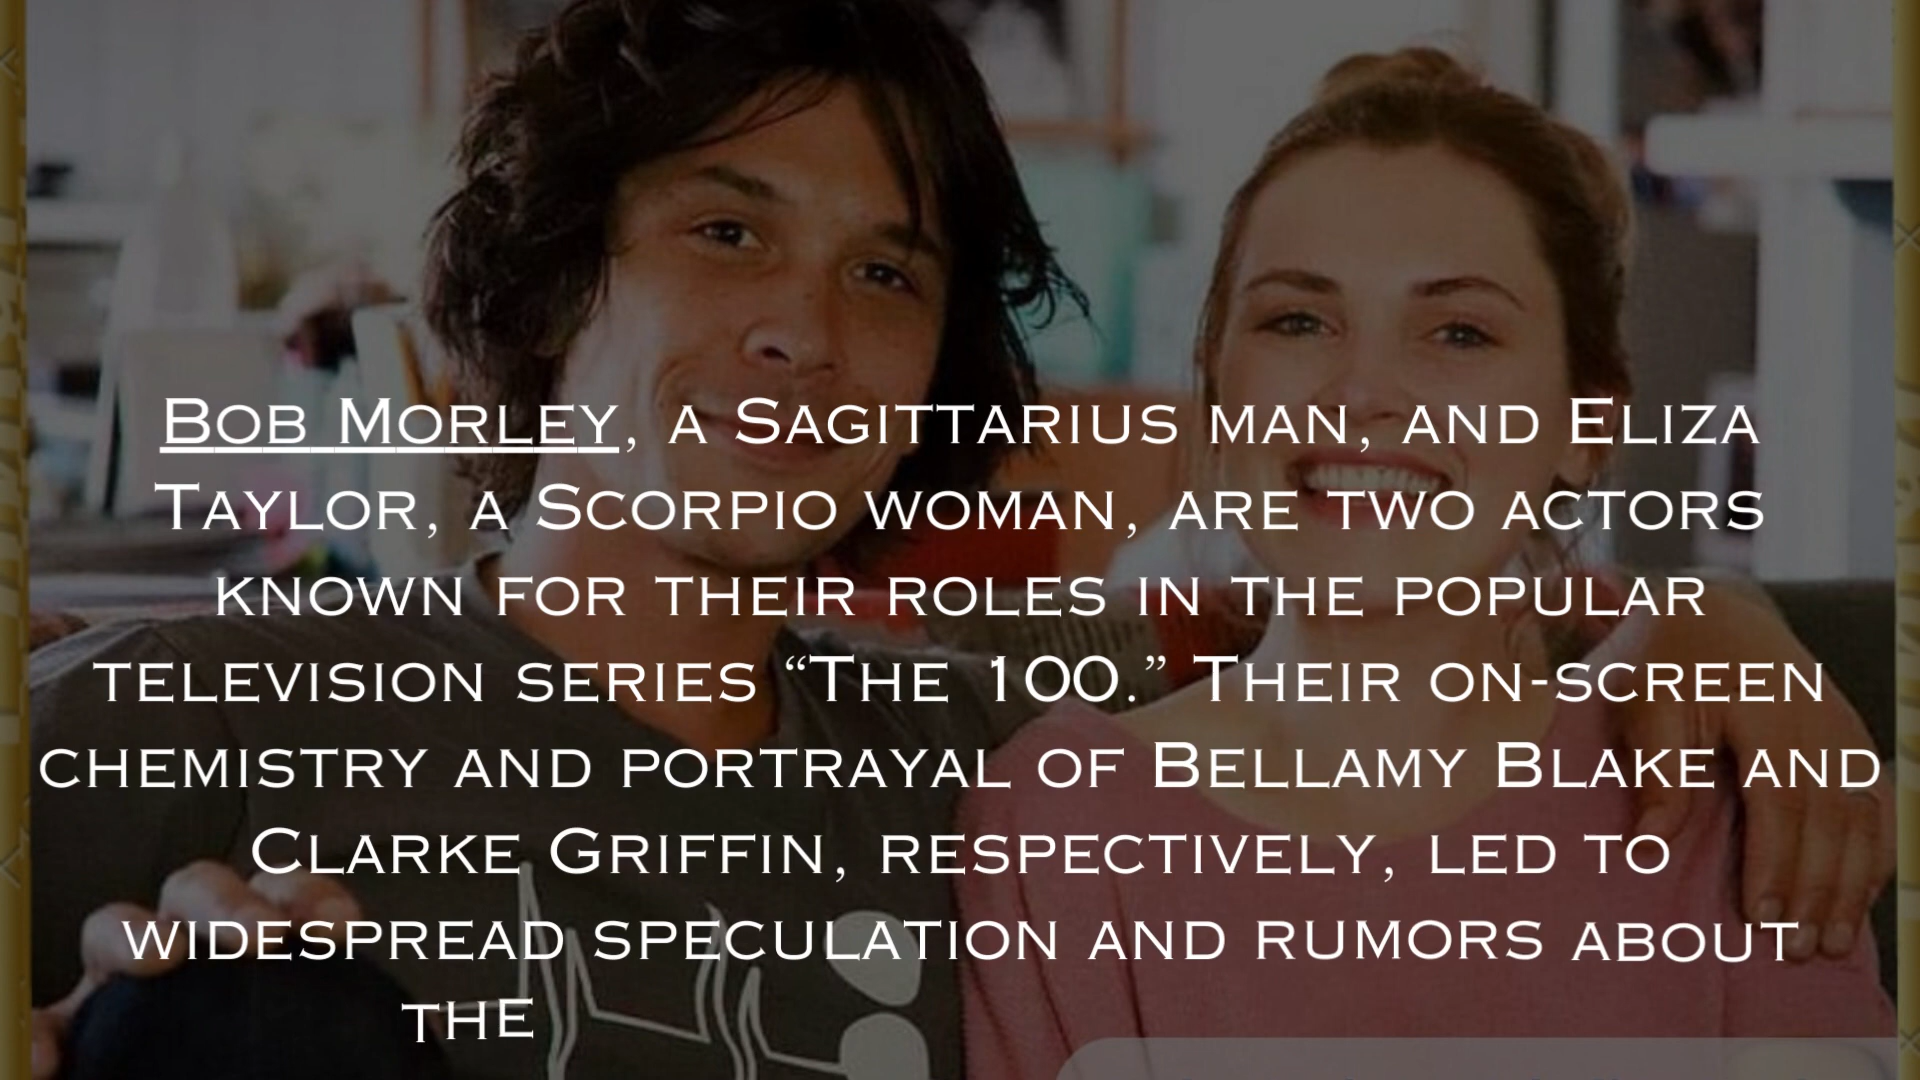 Bob Morley, a Sagittarius man, and Eliza
Taylor, a Scorpio woman, are two actors
known for their roles in the popular
television series “The 100.” Their on-screen
chemistry and portrayal of Bellamy Blake and
Clarke Griffin, respectively, led to
widespread speculation and rumors about
the